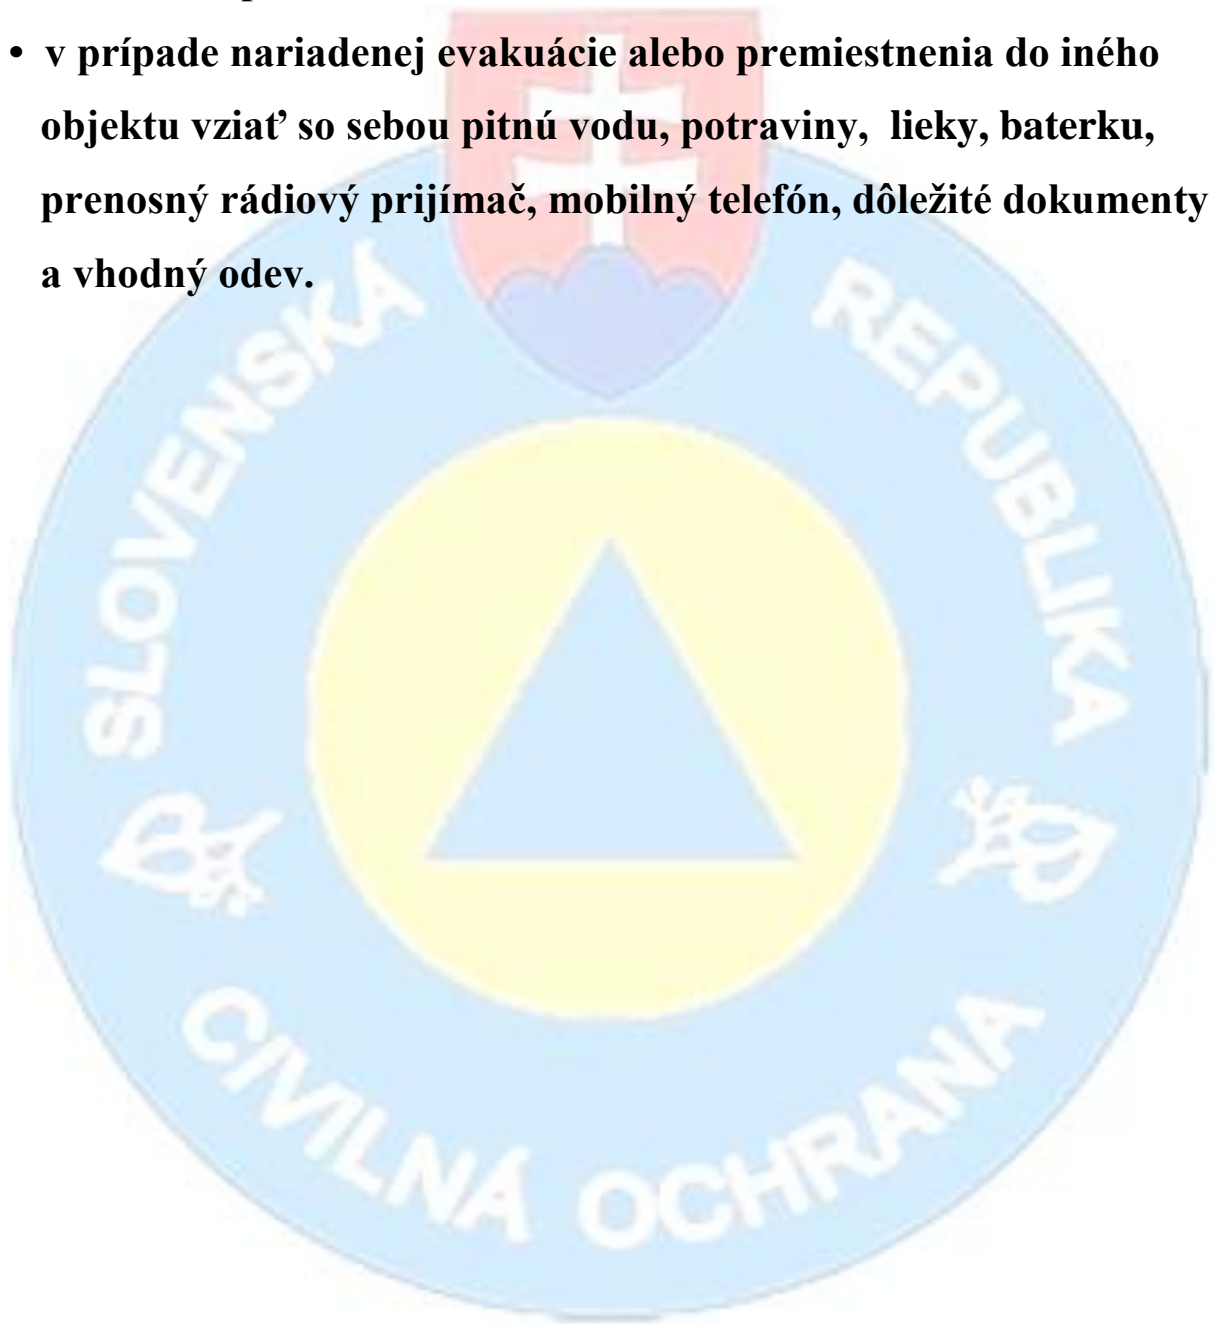 • v prípade nariadenej evakuácie alebo premiestnenia do iného
objektu vziať so sebou pitnú vodu, potraviny, lieky, baterku,
prenosný rádiový prijímač, mobilný telefón, dôležité dokumenty
a vhodný odev.
SLOVENSKÁ REPUBLIKA
CIVILNÁ OCHRANA